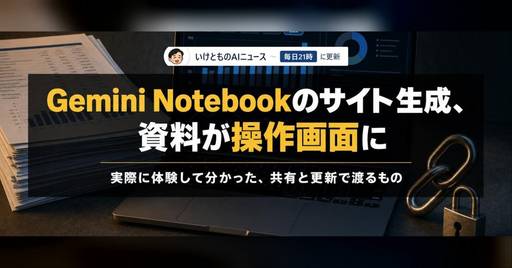 いけとものAIニュース ～ 毎日21時 に更新
Gemini Notebookのサイト生成、
資料が操作画面に
実際に体験して分かった、共有と更新で渡るもの